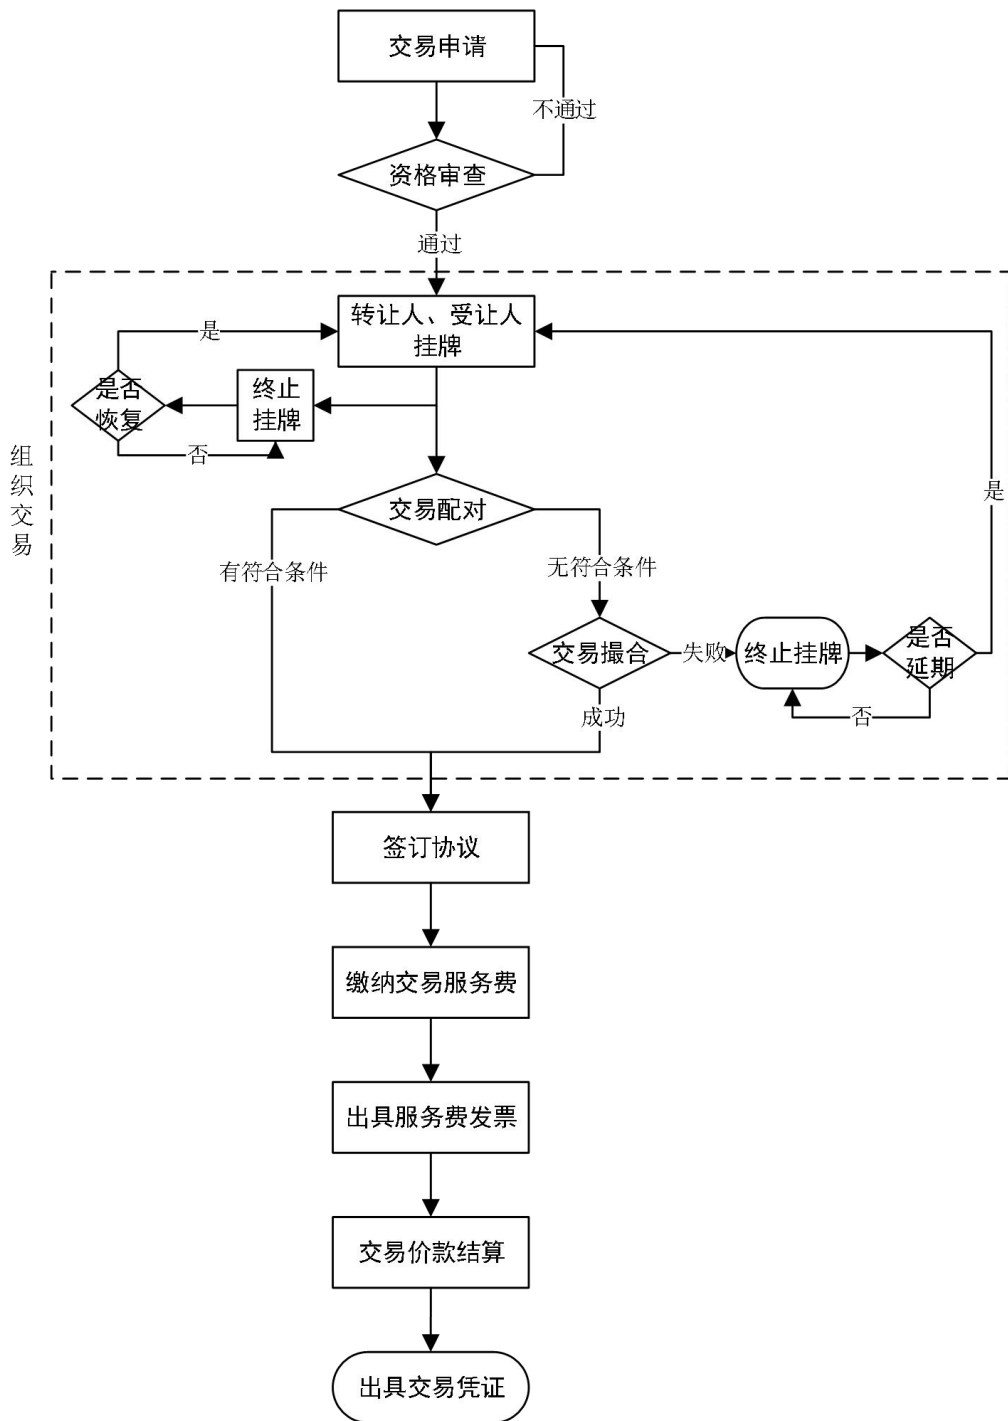 交易申请
不通过
资格审查
通过
转让人、受让人
挂牌
是
是否
恢复
终止
挂牌
否
组
织
交
易
交易配对
有符合条件
无符合条件
是
交易撮合
失败
终止挂牌
是否
延期
成功
否
签订协议
缴纳交易服务费
出具服务费发票
交易价款结算
出具交易凭证